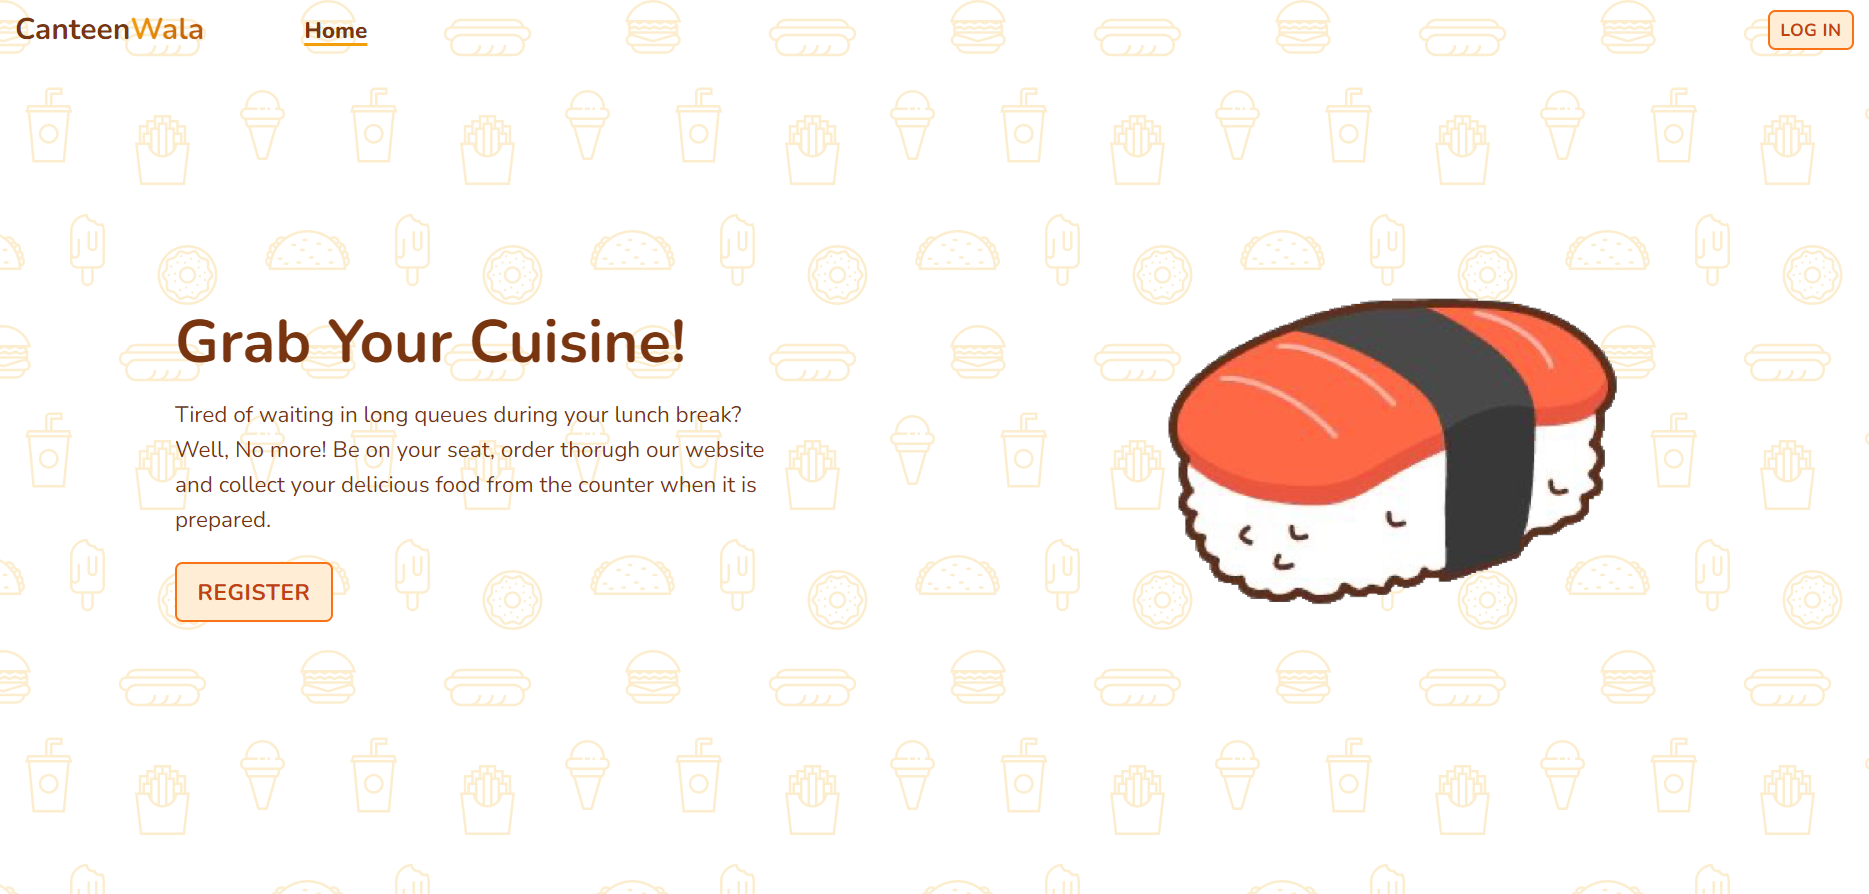 CanteenWala
Home
LOG IN
Grab Your Cuisine!
Tired of waiting in long queues during your lunch break?
Well, No more! Be on your seat, order thorugh our website
and collect your delicious food from the counter when it is
prepared.
REGISTER